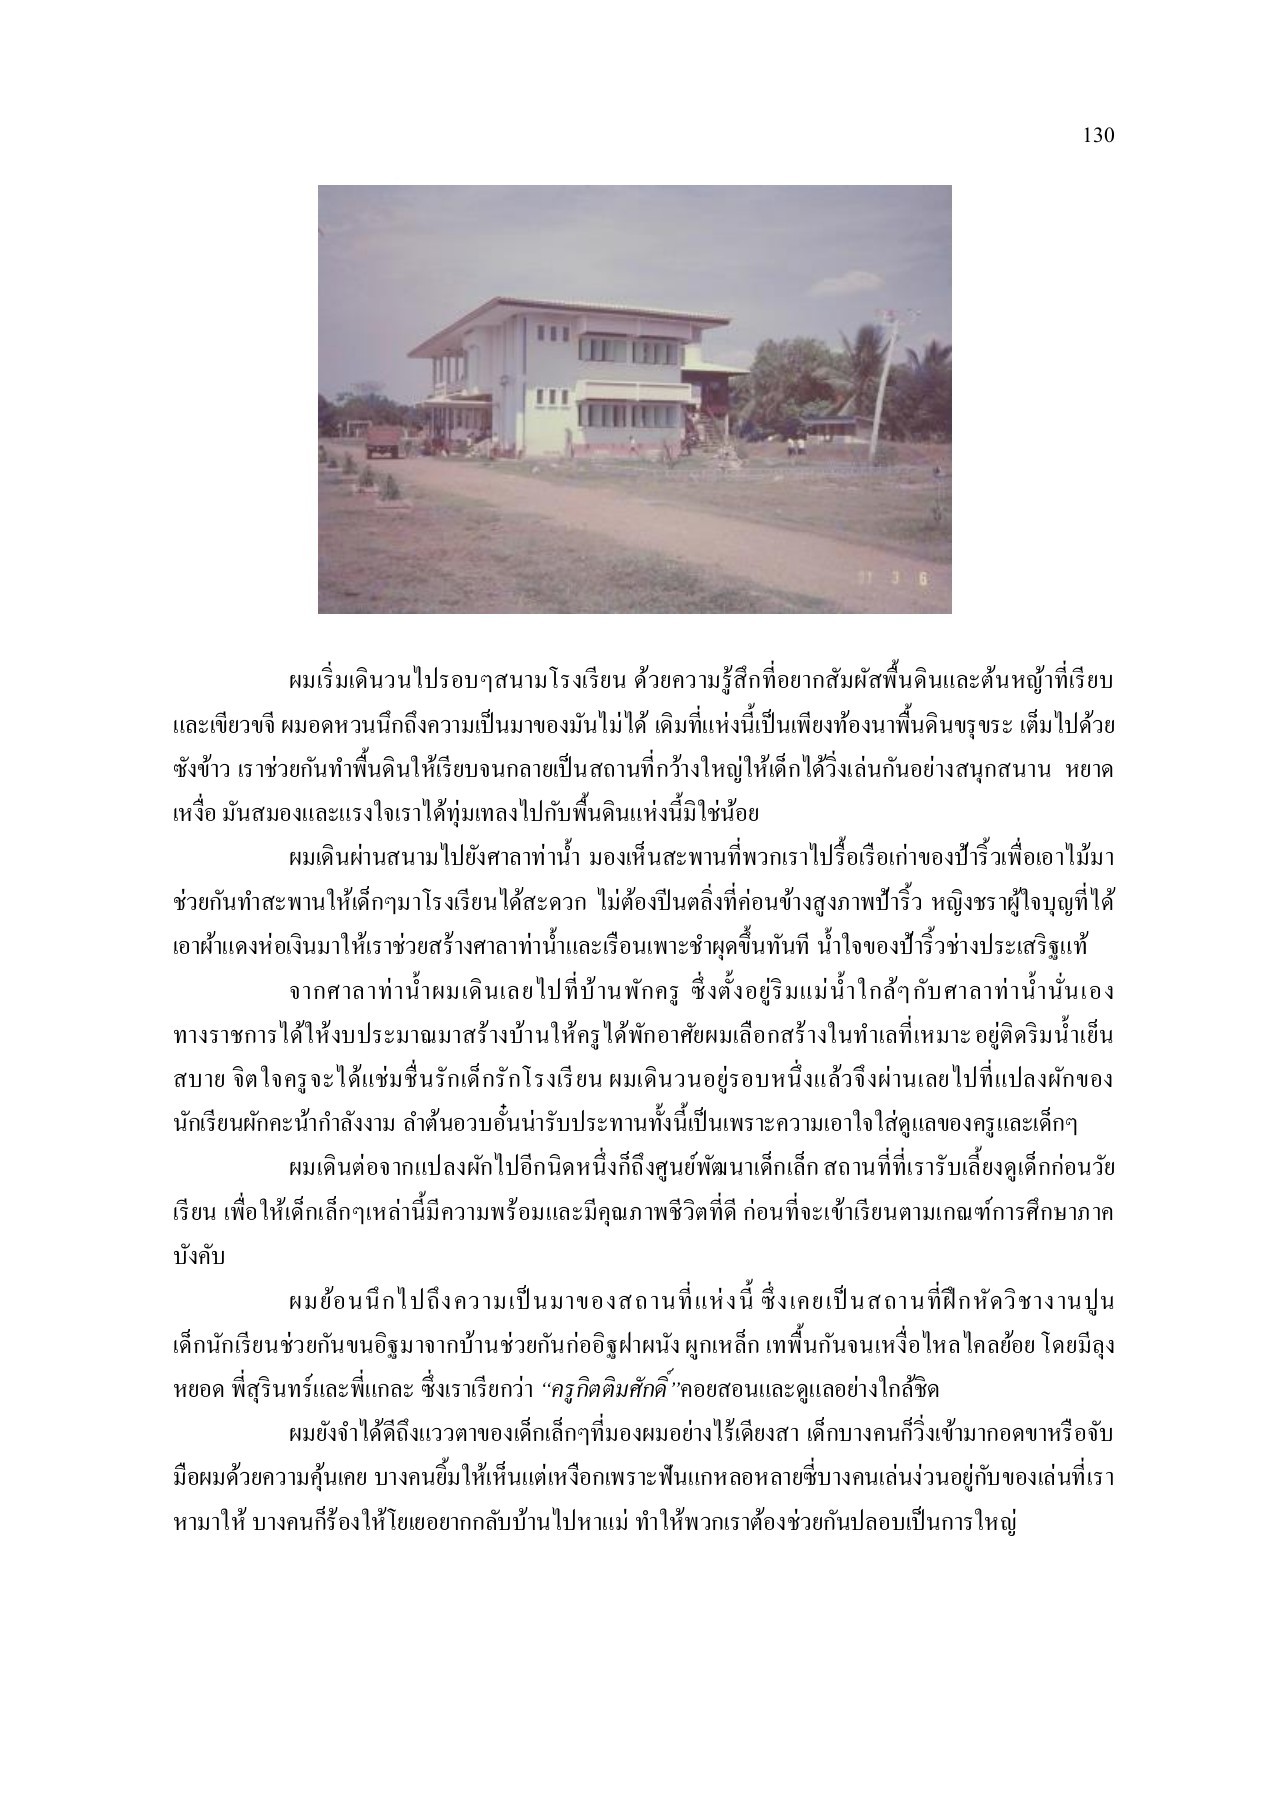 130
3 6
ผมเริ่มเดินวนไปรอบๆสนามโรงเรียน ด้วยความรู้สึกที่อยากสัมผัสพื้นดินและต้นหญ้าที่เรียบ
และเขียวขจี ผมอดหวนนึกถึงความเป็นมาของมันไม่ได้ เดิมที่แห่งนี้เป็นเพียงท้องนาพื้นดินขรุขระ เต็มไปด้วย
ซังข้าว เราช่วยกันทำพื้นดินให้เรียบจนกลายเป็นสถานที่กว้างใหญ่ให้เด็กได้วิ่งเล่นกันอย่างสนุกสนาน หยาด
เหงื่อ มันสมองและแรงใจเราได้ทุ่มเทลงไปกับพื้นดินแห่งนี้มิใช่น้อย
ผมเดินผ่านสนามไปยังศาลาท่าน้ำ มองเห็นสะพานที่พวกเราไปรื้อเรือเก่าของป้าริ้วเพื่อเอาไม้มา
ช่วยกันทำสะพานให้เด็กๆมาโรงเรียนได้สะดวก ไม่ต้องปีนตลิ่งที่ค่อนข้างสูงภาพป้าริ้ว หญิงชราผู้ใจบุญที่ได้
เอาผ้าแดงห่อเงินมาให้เราช่วยสร้างศาลาท่าน้ำและเรือนเพาะชำผุดขึ้นทันที น้ำใจของป้าริ้วช่างประเสริฐแท้
จากศาลาท่าน้ำผมเดินเลยไปที่บ้านพักครู ซึ่งตั้งอยู่ริมแม่น้ำใกล้ๆกับศาลาท่าน้ำนั่นเอง
ทางราชการได้ให้งบประมาณมาสร้างบ้านให้ครูได้พักอาศัยผมเลือกสร้างในทำเลที่เหมาะ อยู่ติดริมน้ำเย็น
สบาย จิตใจครูจะได้แช่มชื่นรักเด็กรักโรงเรียน ผมเดินวนอยู่รอบหนึ่งแล้วจึงผ่านเลยไปที่แปลงผักของ
นักเรียนผักคะน้ากำลังงาม ลำต้นอวบอั๋นน่ารับประทานทั้งนี้เป็นเพราะความเอาใจใส่ดูแลของครูและเด็กๆ
ผมเดินต่อจากแปลงผักไปอีกนิดหนึ่งก็ถึงศูนย์พัฒนาเด็กเล็ก สถานที่ที่เรารับเลี้ยงดูเด็กก่อนวัย
เรียน เพื่อให้เด็กเล็กๆเหล่านี้มีความพร้อมและมีคุณภาพชีวิตที่ดี ก่อนที่จะเข้าเรียนตามเกณฑ์การศึกษาภาค
บังคับ
ผมย้อนนึกไปถึงความเป็นมาของสถานที่แห่งนี้ ซึ่งเคยเป็นสถานที่ฝึกหัดวิชางานปูน
เด็กนักเรียนช่วยกันขนอิฐมาจากบ้านช่วยกันก่ออิฐฝาผนัง ผูกเหล็ก เทพื้นกันจนเหงื่อไหลไคลย้อย โดยมีลุง
หยอด พี่สุรินทร์และพี่แกละ ซึ่งเราเรียกว่า “ครูกิตติมศักดิ์”คอยสอนและดูแลอย่างใกล้ชิด
ผมยังจำได้ดีถึงแววตาของเด็กเล็กๆที่มองผมอย่างไร้เดียงสา เด็กบางคนก็วิ่งเข้ามากอดขาหรือจับ
มือผมด้วยความคุ้นเคย บางคนยิ้มให้เห็นแต่เหงือกเพราะฟันแกหลอหลายซี่บางคนเล่นง่วนอยู่กับของเล่นที่เรา
หามาให้ บางคนก็ร้องให้โยเยอยากกลับบ้านไปหาแม่ ทำให้พวกเราต้องช่วยกันปลอบเป็นการใหญ่